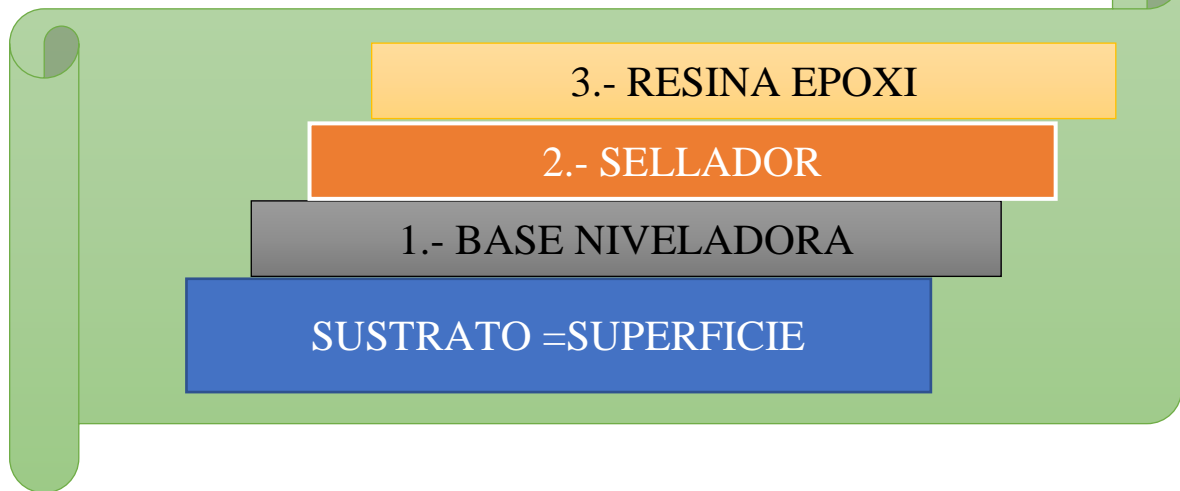 3.- RESINA EPOXI
2.- SELLADOR
1.- BASE NIVELADORA
SUSTRATO =SUPERFICIE